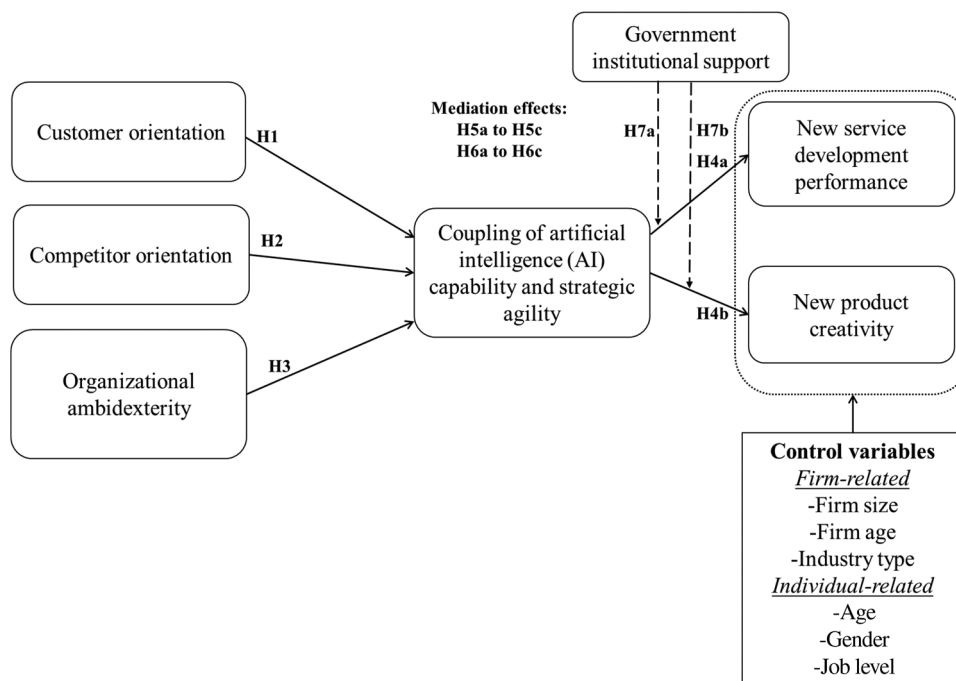 Government
institutional support
Customer orientation
H1
Mediation effects:
H5a to H5c
H6a to H6c
H7a
H7b
H4a
New service
development
performance
Competitor orientation
H2
Coupling of artificial
intelligence (AI)
capability and strategic
agility
H4b
New product
creativity
Organizational
ambidexterity
H3
Control variables
Firm-related
-Firm size
-Firm age
-Industry type
Individual-related
-Age
-Gender
-Job level